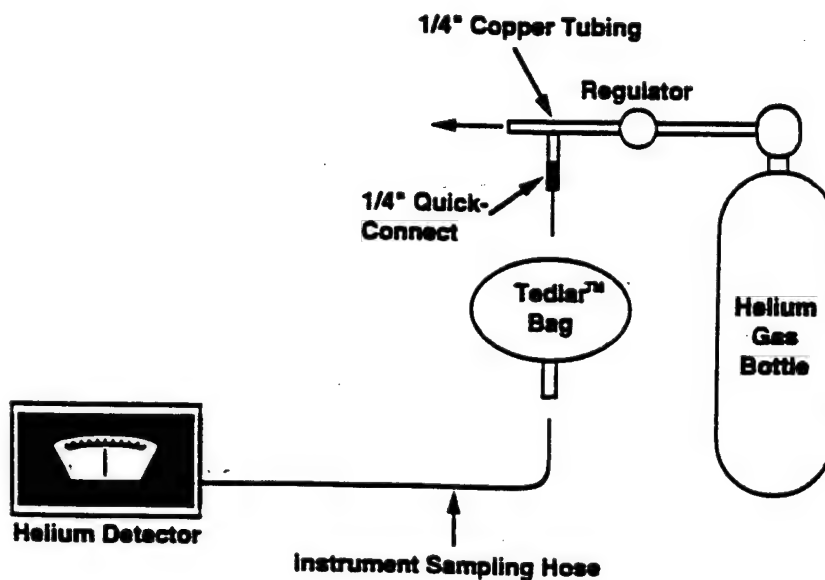 1/4" Copper Tubing
Regulator
1/4" Quick-
Connect
Tedlar™
Bag
Helium
Gas
Bottle
Helium Detector
Instrument Sampling Hose